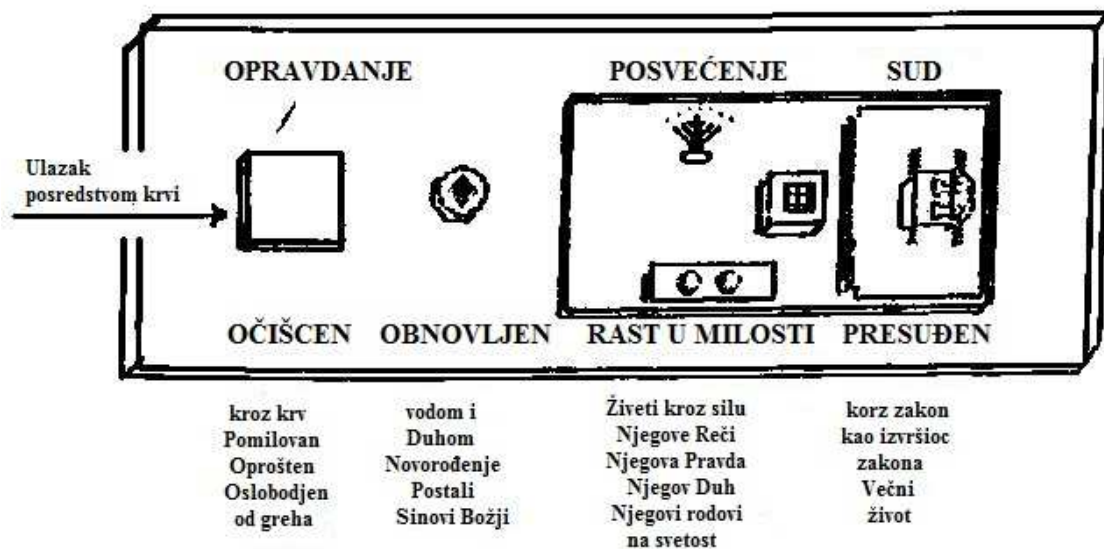 OPRAVDANJE
POSVEĆENJE
SUD
Ulazak
posredstvom krvi
OČIŠCEN
OBNOVLJEN
RAST U MILOSTI
PRESUĐEN
kroz krv
Pomilovan
Oprošten
Oslobodjen
od greha
vodom i
Duhom
Novorođenje
Postali
Sinovi Božji
Živeti kroz silu
Njegove Reči
Njegova Pravda
Njegov Duh
Njegovi rodovi
na svetost
korz zakon
kao izvršioc
zakona
Večni
život